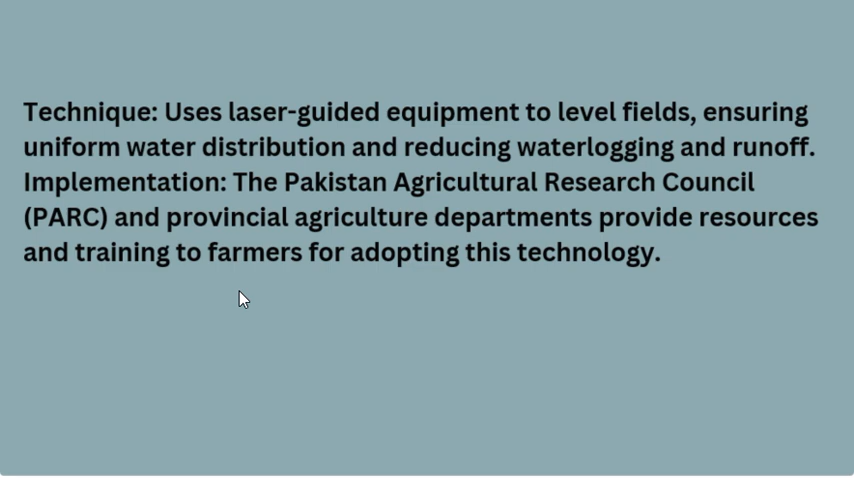 Technique: Uses laser-guided equipment to level fields, ensuring
uniform water distribution and reducing waterlogging and runoff.
Implementation: The Pakistan Agricultural Research Council
(PARC) and provincial agriculture departments provide resources
and training to farmers for adopting this technology.